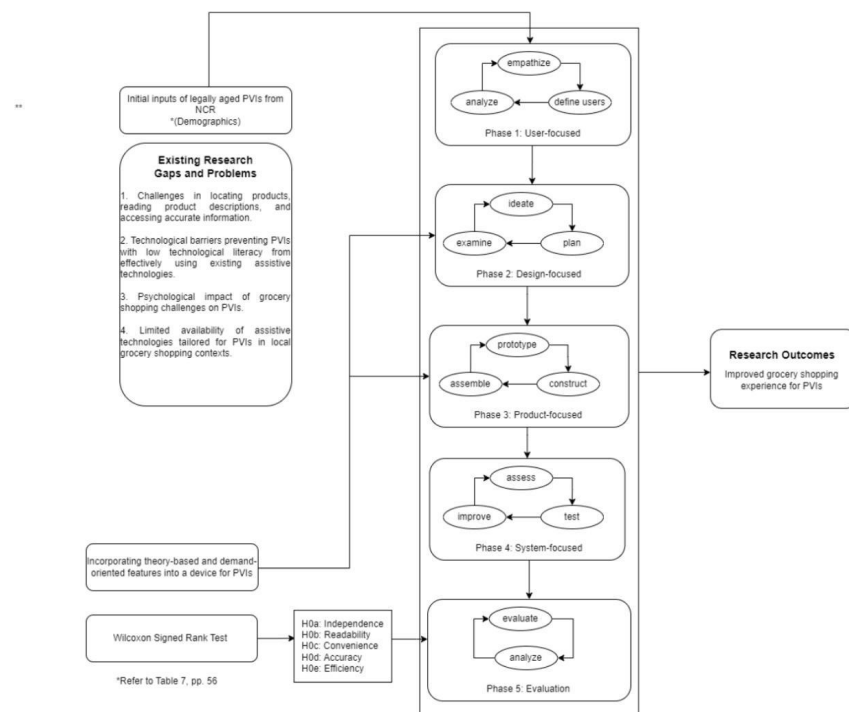 Initial inputs of legally aged PVIs from
NCR
*(Demographics)
Existing Research
Gaps and Problems
1. Challenges in locating products,
reading product descriptions, and
accessing accurate information.
2. Technological barriers preventing PVIs
with low technological literacy from
effectively using existing assistive
technologies.
3. Psychological impact of grocery
shopping challenges on PVIs.
4. Limited availability of assistive
technologies tailored for PVIs in local
grocery shopping contexts.
Incorporating theory-based and demand-
oriented features into a device for PVIs
Wilcoxon Signed Rank Test
*Refer to Table 7, pp. 56
H0a: Independence
H0b: Readability
H0c: Convenience
H0d: Accuracy
H0e: Efficiency
empathize
analyze
define users
Phase 1: User-focused
ideate
examine
plan
Phase 2: Design-focused
prototype
assemble
construct
Phase 3: Product-focused
assess
improve
test
Phase 4: System-focused
evaluate
analyze
Phase 5: Evaluation
Research Outcomes
Improved grocery shopping
experience for PVIs